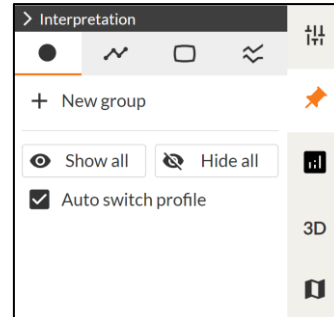 Interpretation
New group
Show all
Hide all
Auto switch profile
3D